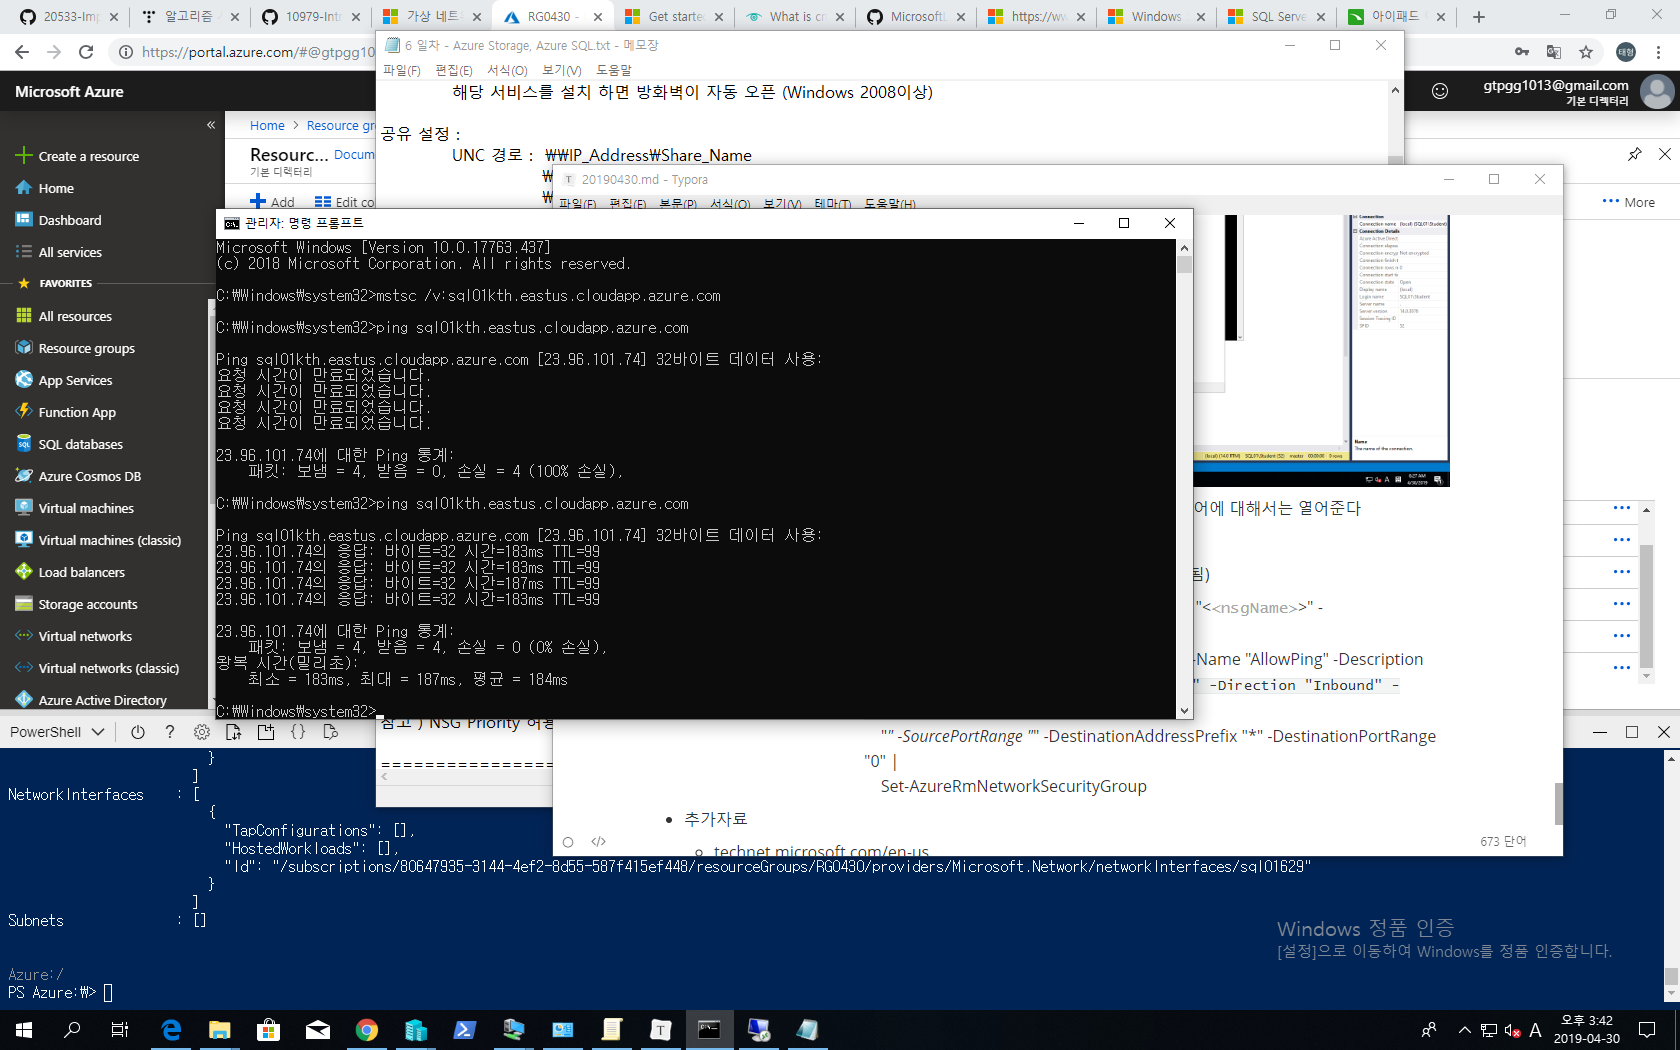 20533-Imp
알고리즘
10979-Intr
가상 네트
RG0430 -
Get starte
What is cr
MicrosoftL
https://ww
Windows
SQL Serve
아이패드
https://portal.azure.com/#@gtpgg10
태형
6 일차 - Azure Storage, Azure SQL.txt - 메모장
파일(F) 편집(E) 서식(O) 보기(V) 도움말
해당 서비스를 설치 하면 방화벽이 자동 오픈 (Windows 2008이상)
공유 설정 :
UNC 경로 : ₩₩IP_Address₩Share_Name
Microsoft Azure
gtpgg1013@gmail.com
기본 디렉터리
Home > Resource gr
Resourc... Docum
기본 디렉터리
Add
Edit co
More
Create a resource
Home
Dashboard
All services
FAVORITES
All resources
Resource groups
App Services
Function App
SQL databases
Azure Cosmos DB
Virtual machines
Virtual machines (classic)
Load balancers
Storage accounts
Virtual networks
Virtual networks (classic)
Azure Active Directory
20190430.md - Typora
파일(F) 편집(E) 본문(P) 서식(O) 보기(V) 테마(T) 도움말(H)
관리자: 명령 프롬프트
Microsoft Windows [Version 10.0.17763.437]
(c) 2018 Microsoft Corporation. All rights reserved.
C:₩Windows₩system32>mstsc /v:sql01kth.eastus.cloudapp.azure.com
C:₩Windows₩system32>ping sql01kth.eastus.cloudapp.azure.com
Ping sql01kth.eastus.cloudapp.azure.com [23.96.101.74] 32바이트 데이터 사용:
요청 시간이 만료되었습니다.
요청 시간이 만료되었습니다.
요청 시간이 만료되었습니다.
요청 시간이 만료되었습니다.
23.96.101.74에 대한 Ping 통계:
패킷: 보냄 = 4, 받음 = 0, 손실 = 4 (100% 손실),
C:₩Windows₩system32>ping sql01kth.eastus.cloudapp.azure.com
Ping sql01kth.eastus.cloudapp.azure.com [23.96.101.74] 32바이트 데이터 사용:
23.96.101.74의 응답: 바이트=32 시간=183ms TTL=99
23.96.101.74의 응답: 바이트=32 시간=183ms TTL=99
23.96.101.74의 응답: 바이트=32 시간=187ms TTL=99
23.96.101.74의 응답: 바이트=32 시간=183ms TTL=99
23.96.101.74에 대한 Ping 통계:
패킷: 보냄 = 4, 받음 = 4, 손실 = 0 (0% 손실),
왕복 시간(밀리초):
최소 = 183ms, 최대 = 187ms, 평균 = 184ms
C:₩Windows₩system32>
어에 대해서는 열어준다
됨)
"<<nsgName>>" -
-Name "AllowPing" -Description
" -Direction "Inbound" -
"" -SourcePortRange "" -DestinationAddressPrefix "*" -DestinationPortRange
"0" |
Set-AzureRmNetworkSecurityGroup
추가자료
technet.microsoft.com/en-us
673 단어
참고 ) NSG Priority 허용
================
PowerShell
}
]
NetworkInterfaces : [
{
"TapConfigurations": [],
"HostedWorkloads": [],
"Id": "/subscriptions/80647935-3144-4ef2-8d55-587f415ef448/resourceGroups/RG0430/providers/Microsoft.Network/networkInterfaces/sql01629"
}
]
Subnets : []
Azure:/
PS Azure:₩>
Windows 정품 인증
[설정]으로 이동하여 Windows를 정품 인증합니다.
A
오후 3:42
2019-04-30